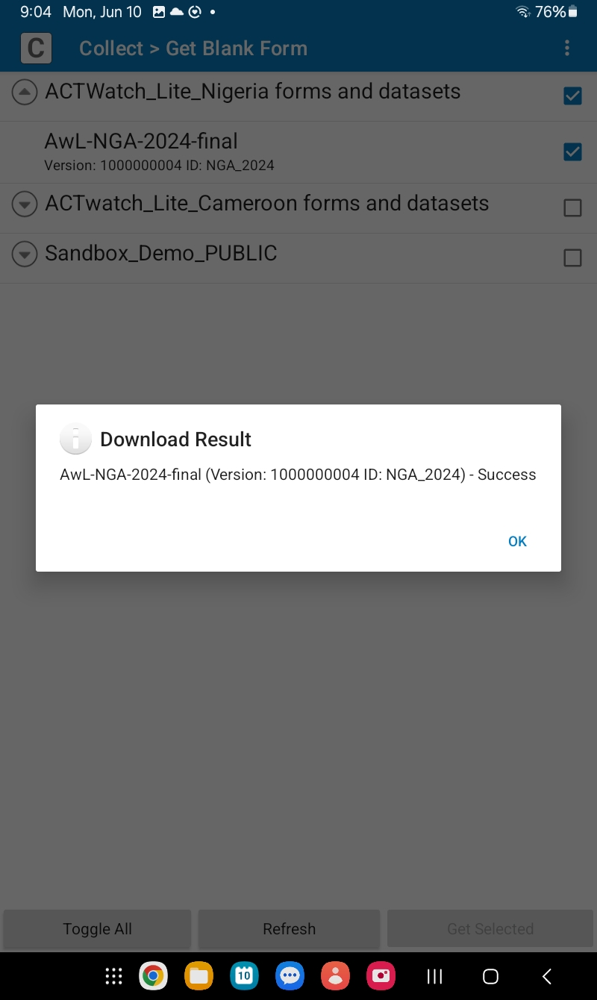 9:04 Mon, Jun 10
76%
C
Collect > Get Blank Form
ACTWatch_Lite_Nigeria forms and datasets
AwL-NGA-2024-final
Version: 1000000004 ID: NGA_2024
ACTwatch_Lite_Cameroon forms and datasets
Sandbox_Demo_PUBLIC
Download Result
AwL-NGA-2024-final (Version: 1000000004 ID: NGA_2024) - Success
OK
Toggle All
Refresh
Get Selected
10